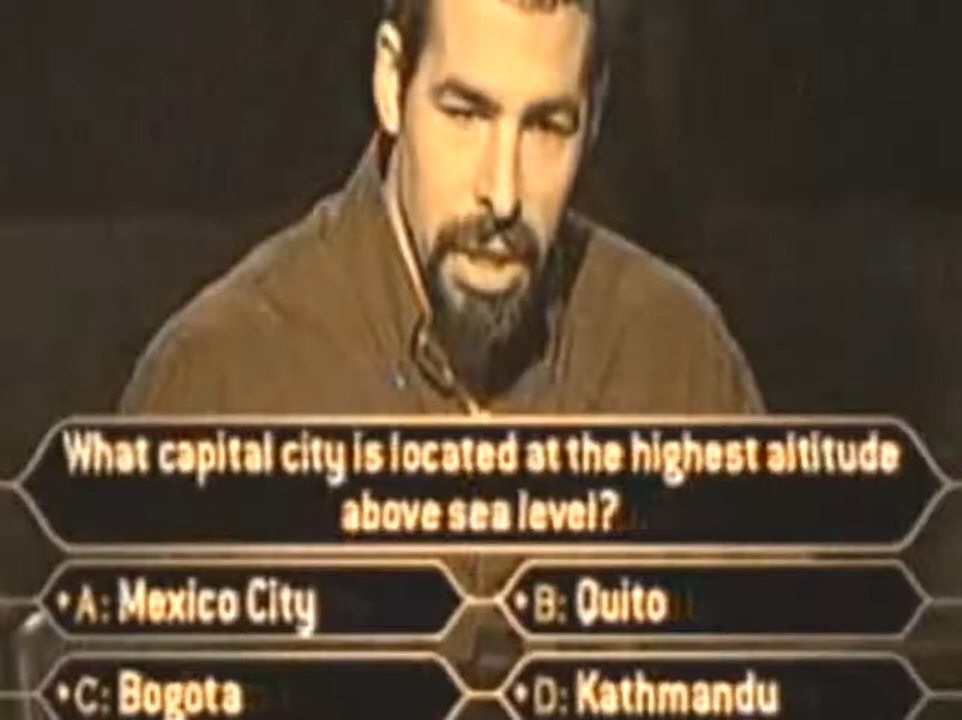 What capital city is located at the highest altitude
above sea level?
A: Mexico City
B: Quito
C: Bogota
D: Kathmandu